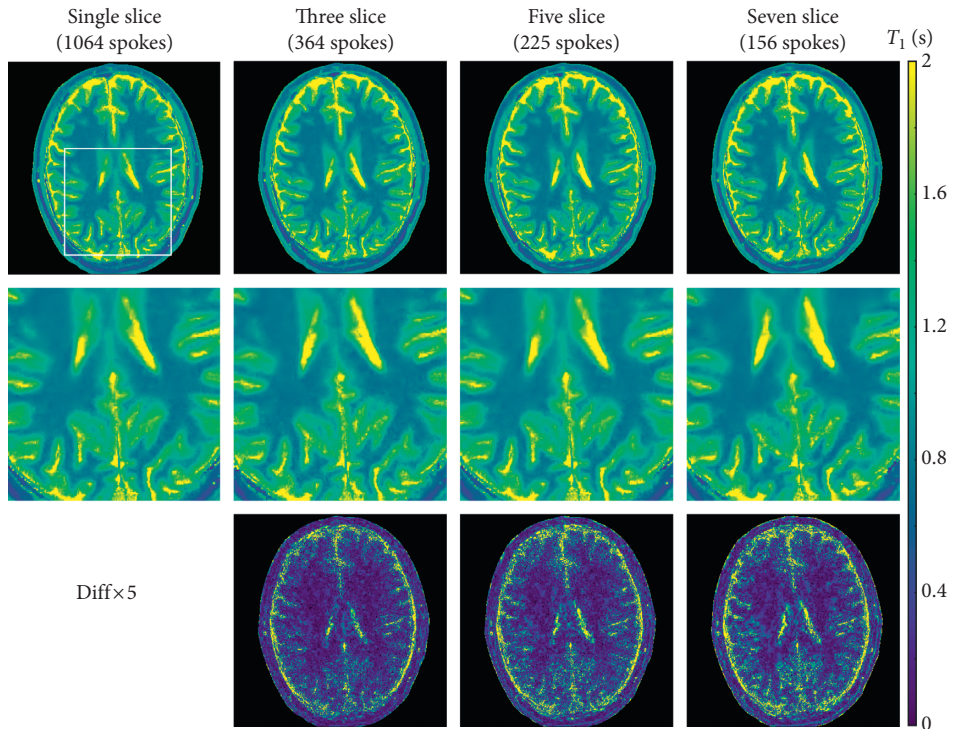 Single slice
(1064 spokes)
Three slice
(364 spokes)
Five slice
(225 spokes)
Seven slice
(156 spokes)
T₁ (s)
2
1.6
1.2
0.8
0.4
0
Diff×5